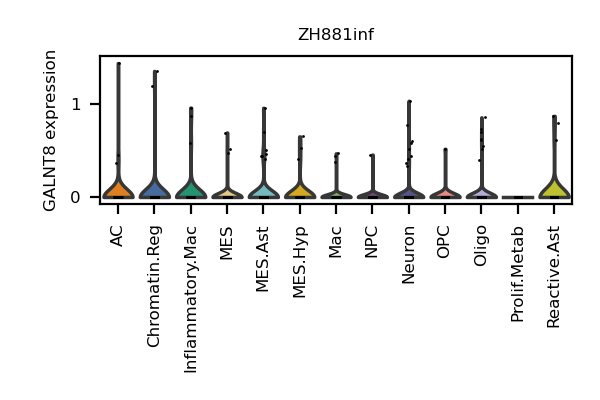 ZH881inf
GALNT8 expression
1
0
AC
Chromatin.Reg
Inflammatory.Mac
MES
MES.Ast
MES.Hyp
Mac
NPC
Neuron
OPC
Oligo
Prolif.Metab
Reactive.Ast